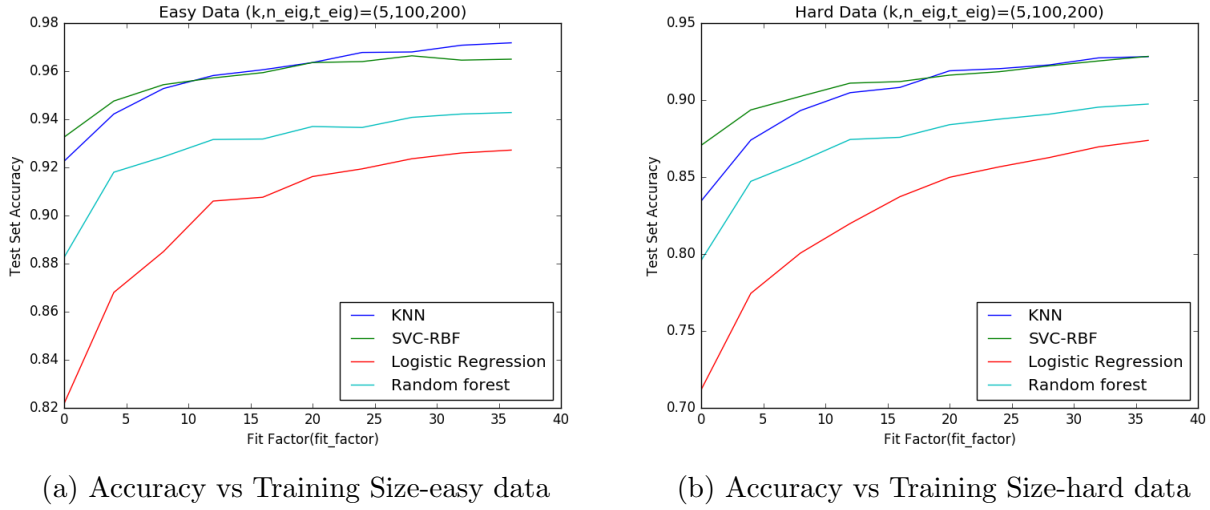 Easy Data (k,n_eig,t_eig)=(5,100,200)
0.98
0.96
0.94
0.92
0.90
0.88
0.86
0.84
0.82
Test Set Accuracy
KNN
SVC-RBF
Logistic Regression
Random forest
0 5 10 15 20 25 30 35 40
Fit Factor(fit_factor)
(a) Accuracy vs Training Size-easy data
Hard Data (k,n_eig,t_eig)=(5,100,200)
0.95
0.90
0.85
0.80
0.75
0.70
Test Set Accuracy
KNN
SVC-RBF
Logistic Regression
Random forest
0 5 10 15 20 25 30 35 40
Fit Factor(fit_factor)
(b) Accuracy vs Training Size-hard data